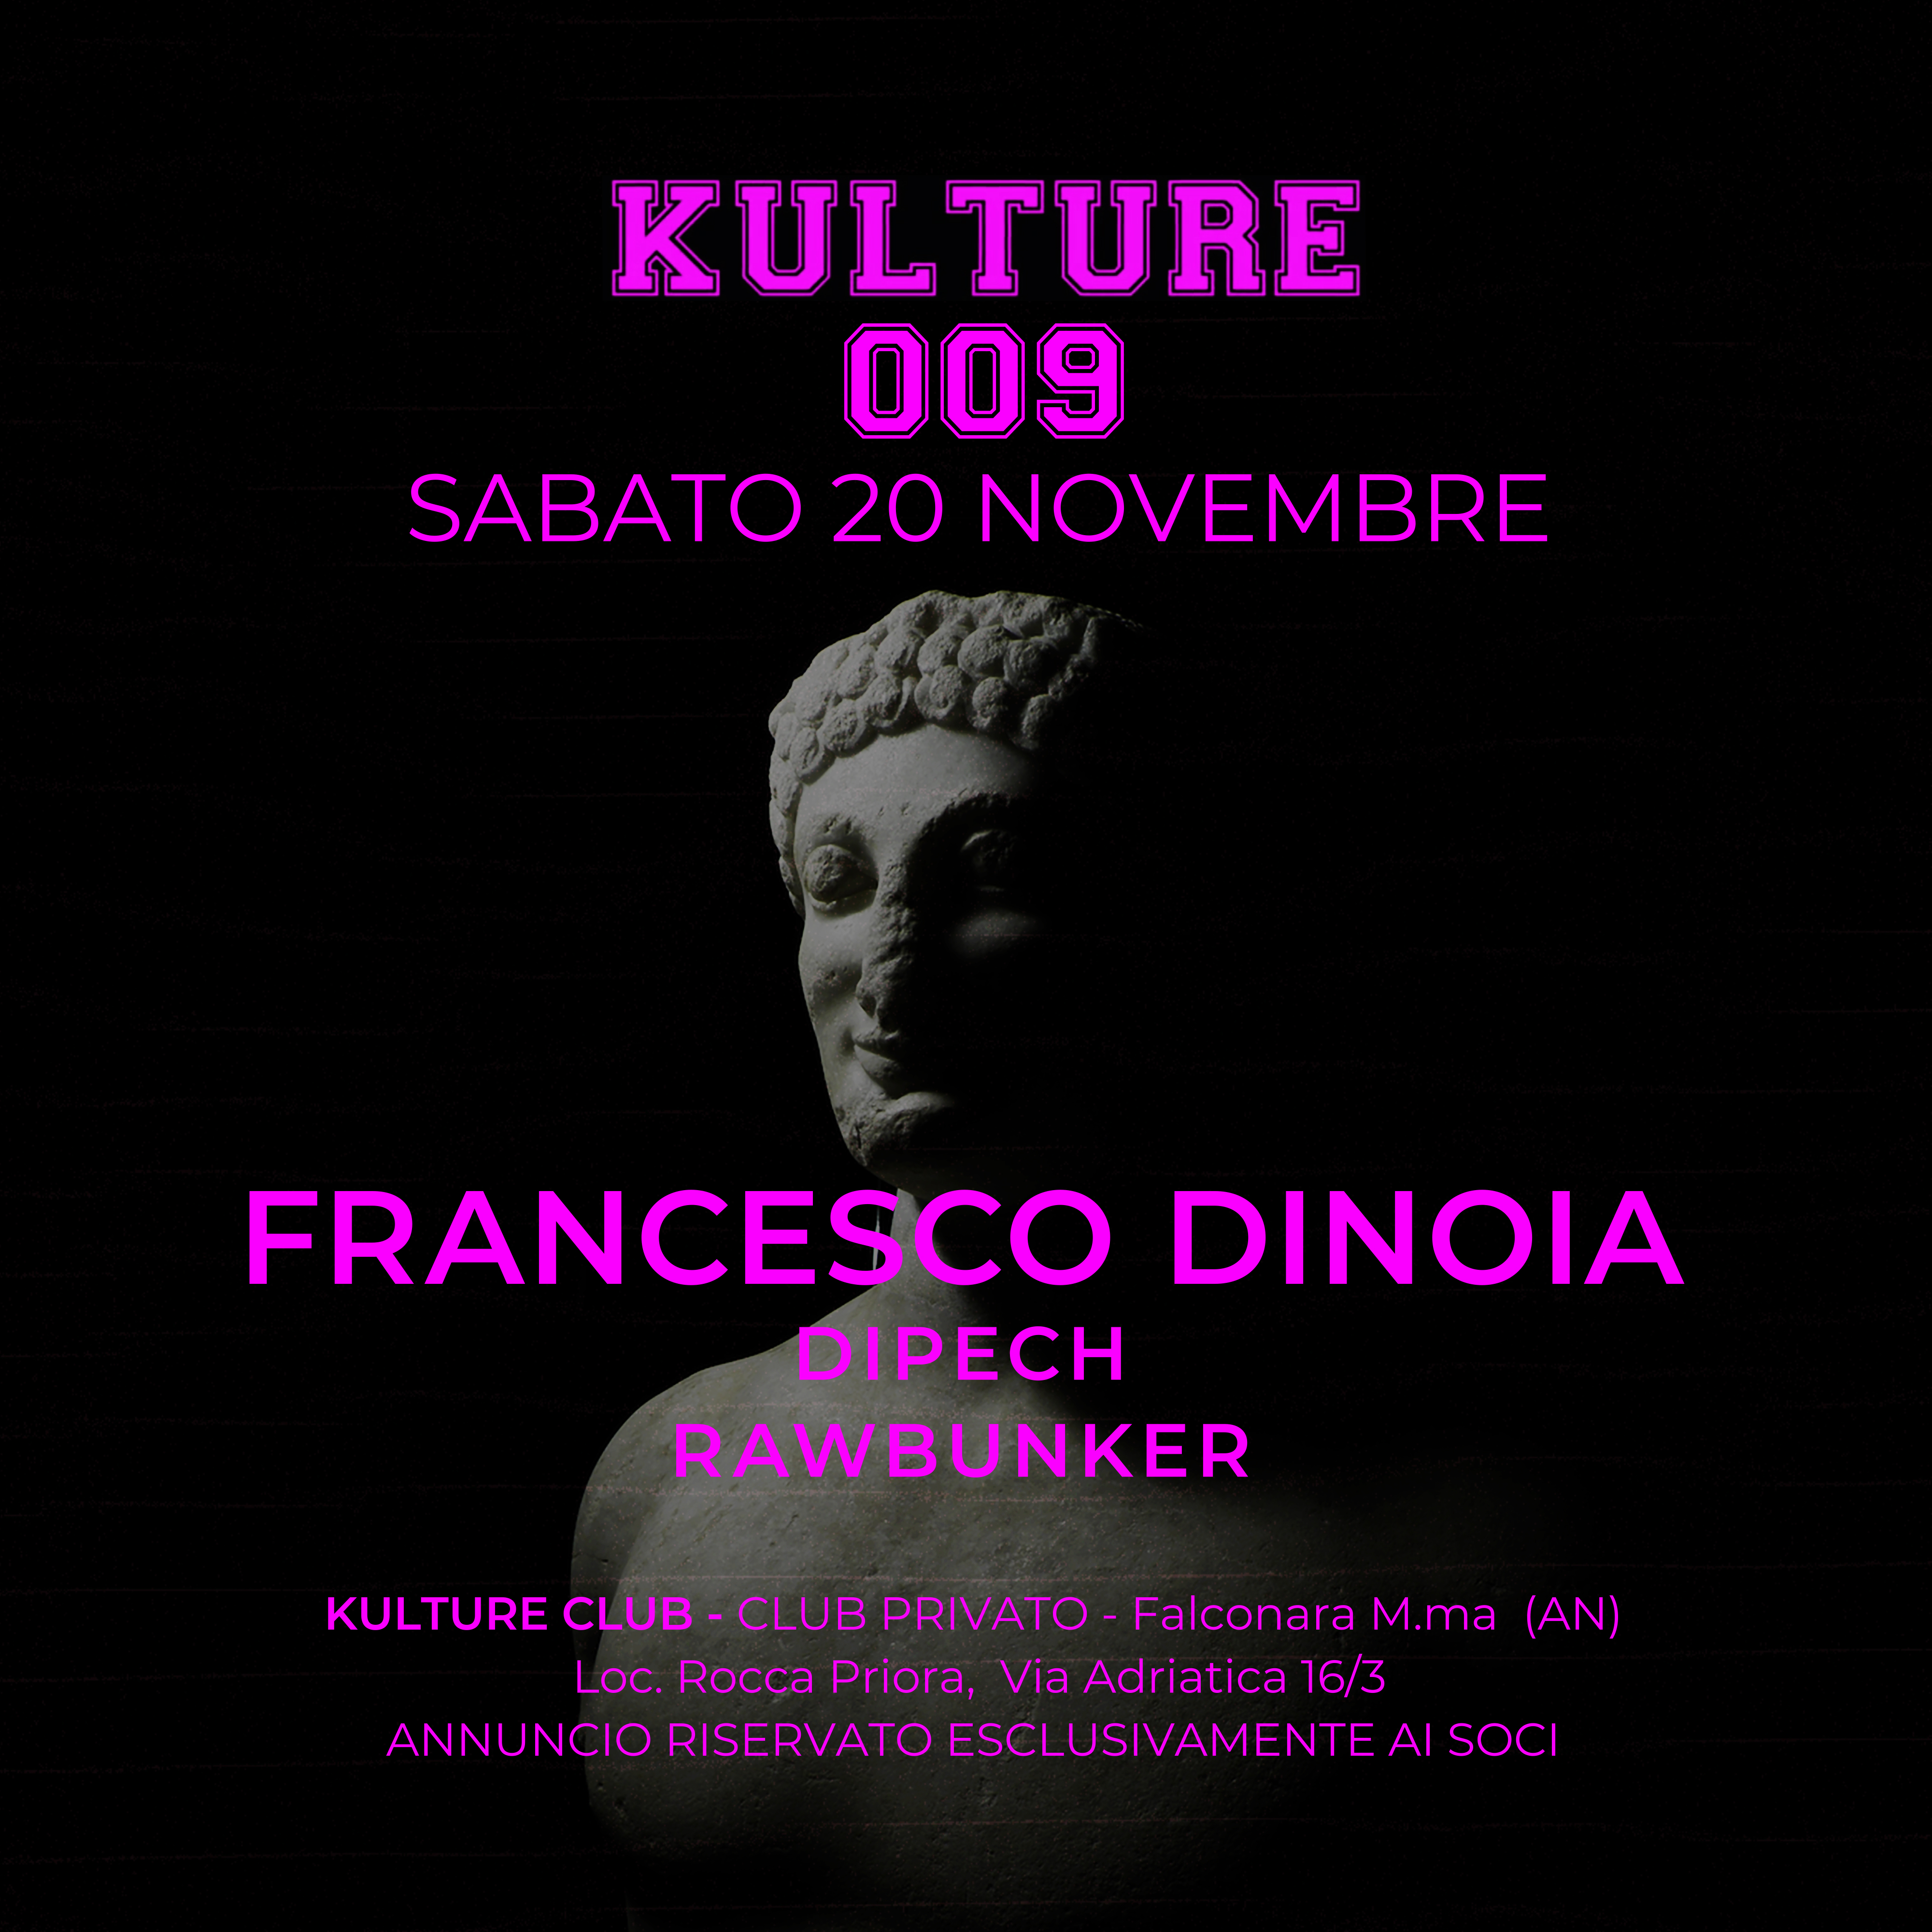 KULTURE
009
SABATO 20 NOVEMBRE
FRANCESCO DINOIA
DIPECH
RAWBUNKER
KULTURE CLUB - CLUB PRIVATO - Falconara M.ma (AN)
Loc. Rocca Priora, Via Adriatica 16/3
ANNUNCIO RISERVATO ESCLUSIVAMENTE AI SOCI